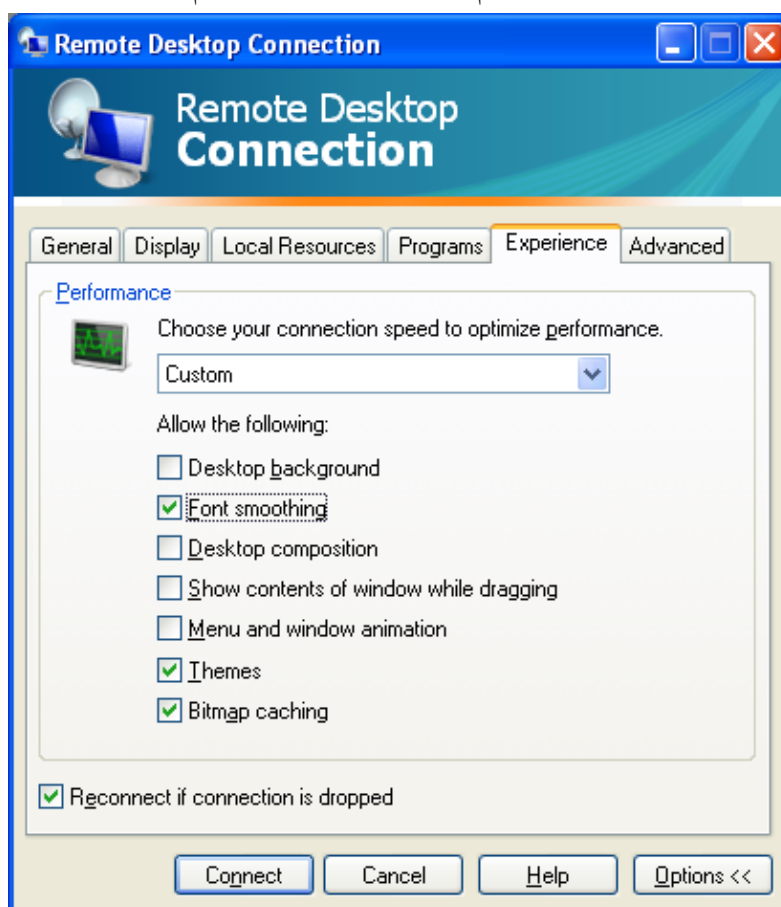 Remote Desktop Connection
Remote Desktop
Connection
General Display Local Resources Programs Experience Advanced
Performance
Choose your connection speed to optimize performance.
Custom
Allow the following:
Desktop background
Font smoothing
Desktop composition
Show contents of window while dragging
Menu and window animation
Themes
Bitmap caching
Reconnect if connection is dropped
Connect Cancel Help Options <<